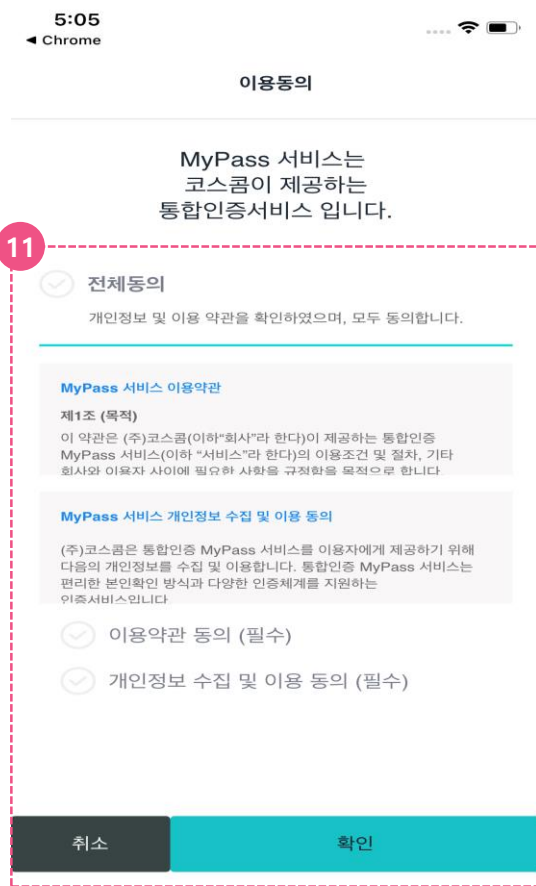 5:05
◀ Chrome
이용동의
MyPass 서비스는
코스콤이 제공하는
통합인증서비스 입니다.
11
전체동의
개인정보 및 이용 약관을 확인하였으며, 모두 동의합니다.
MyPass 서비스 이용약관
제1조 (목적)
이 약관은 (주)코스콤(이하“회사”라 한다)이 제공하는 통합인증
MyPass 서비스(이하 “서비스”라 한다)의 이용조건 및 절차, 기타
회사와 이용자 사이에 필요한 사항을 규정함을 목적으로 합니다
MyPass 서비스 개인정보 수집 및 이용 동의
(주)코스콤은 통합인증 MyPass 서비스를 이용자에게 제공하기 위해
다음의 개인정보를 수집 및 이용합니다. 통합인증 MyPass 서비스는
편리한 본인확인 방식과 다양한 인증체계를 지원하는
인증서비스입니다
이용약관 동의 (필수)
개인정보 수집 및 이용 동의 (필수)
취소
확인